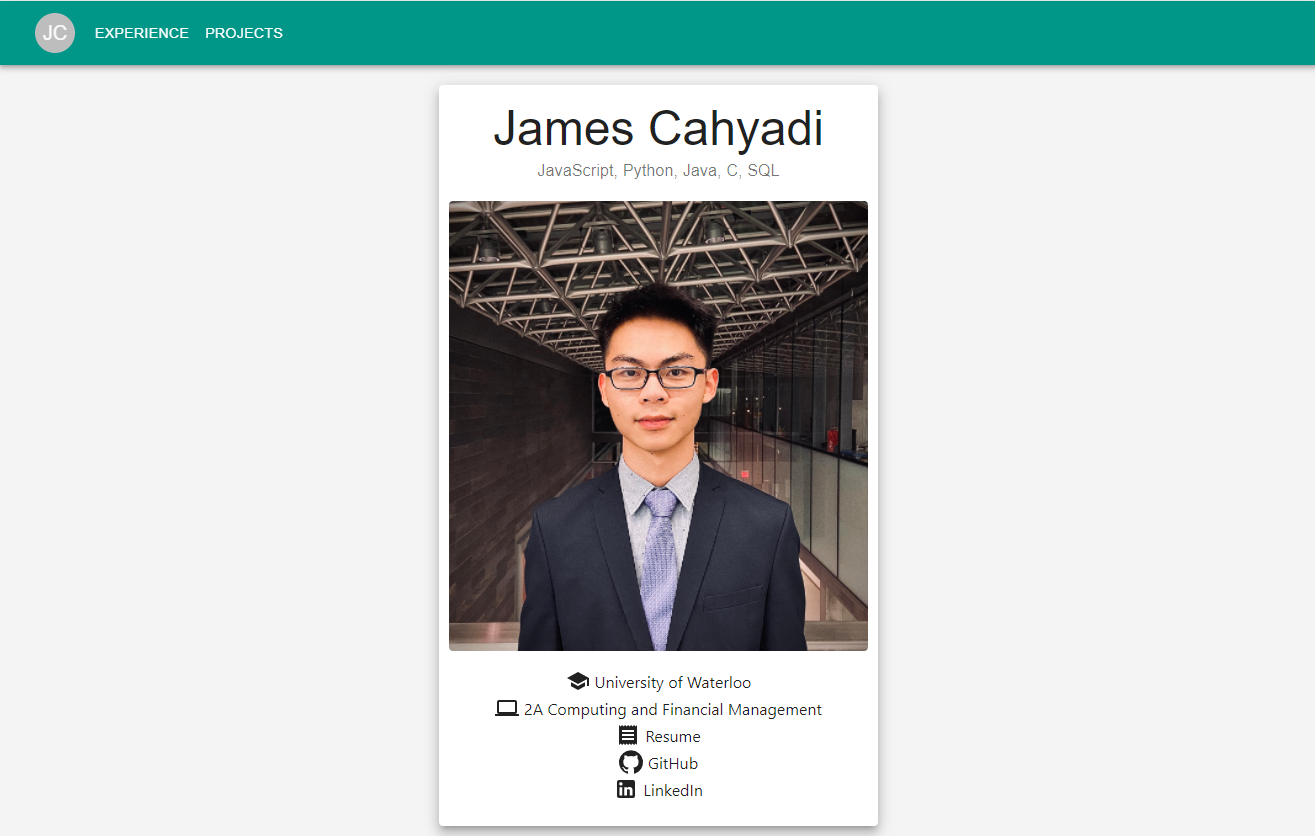 JC EXPERIENCE PROJECTS
James Cahyadi
JavaScript, Python, Java, C, SQL
University of Waterloo
2A Computing and Financial Management
Resume
GitHub
LinkedIn